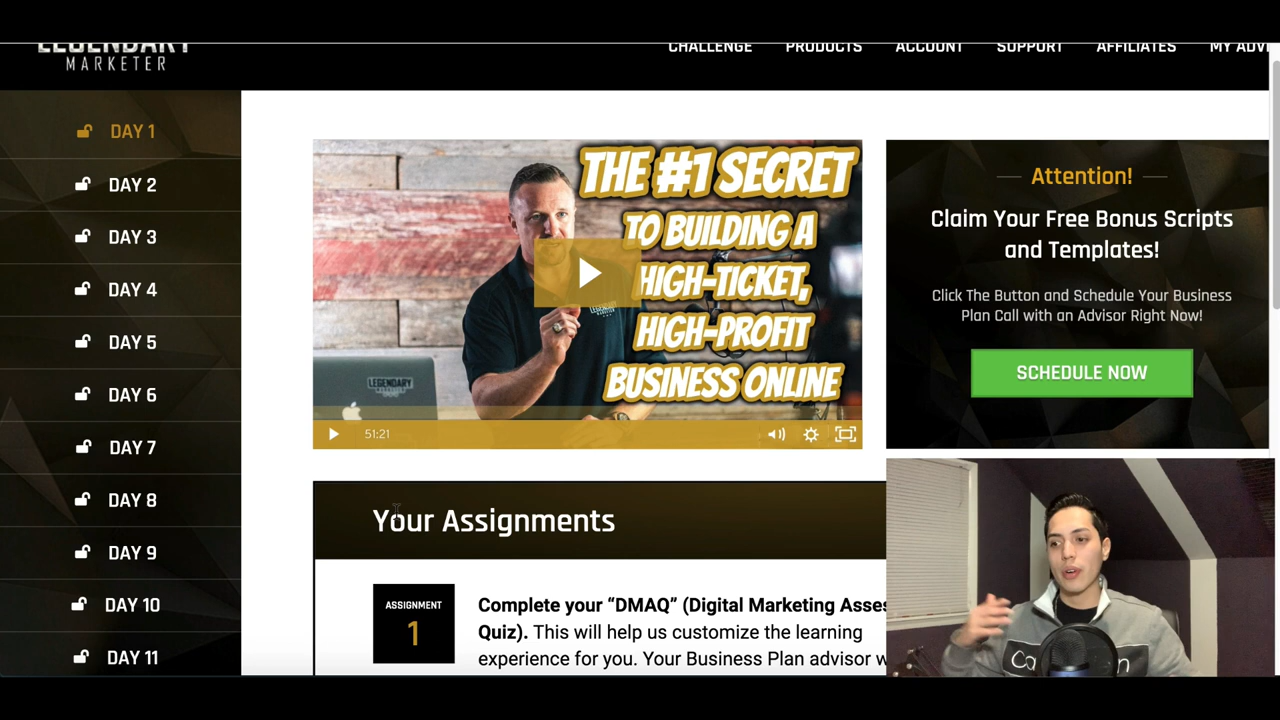 LEGENDARY
MARKETER
CHALLENGE PRODUCTS ACCOUNT SUPPORT AFFILIATES MY ADVI
DAY 1
DAY 2
DAY 3
DAY 4
DAY 5
DAY 6
DAY 7
DAY 8
DAY 9
DAY 10
DAY 11
THE #1 SECRET
TO BUILDING A
HIGH-TICKET,
HIGH-PROFIT
BUSINESS ONLINE
LEGENDARY
51:21
Attention!
Claim Your Free Bonus Scripts
and Templates!
Click The Button and Schedule Your Business
Plan Call with an Advisor Right Now!
SCHEDULE NOW
Your Assignments
ASSIGNMENT
1
Complete your “DMAQ” (Digital Marketing Asses
Quiz). This will help us customize the learning
experience for you. Your Business Plan advisor w